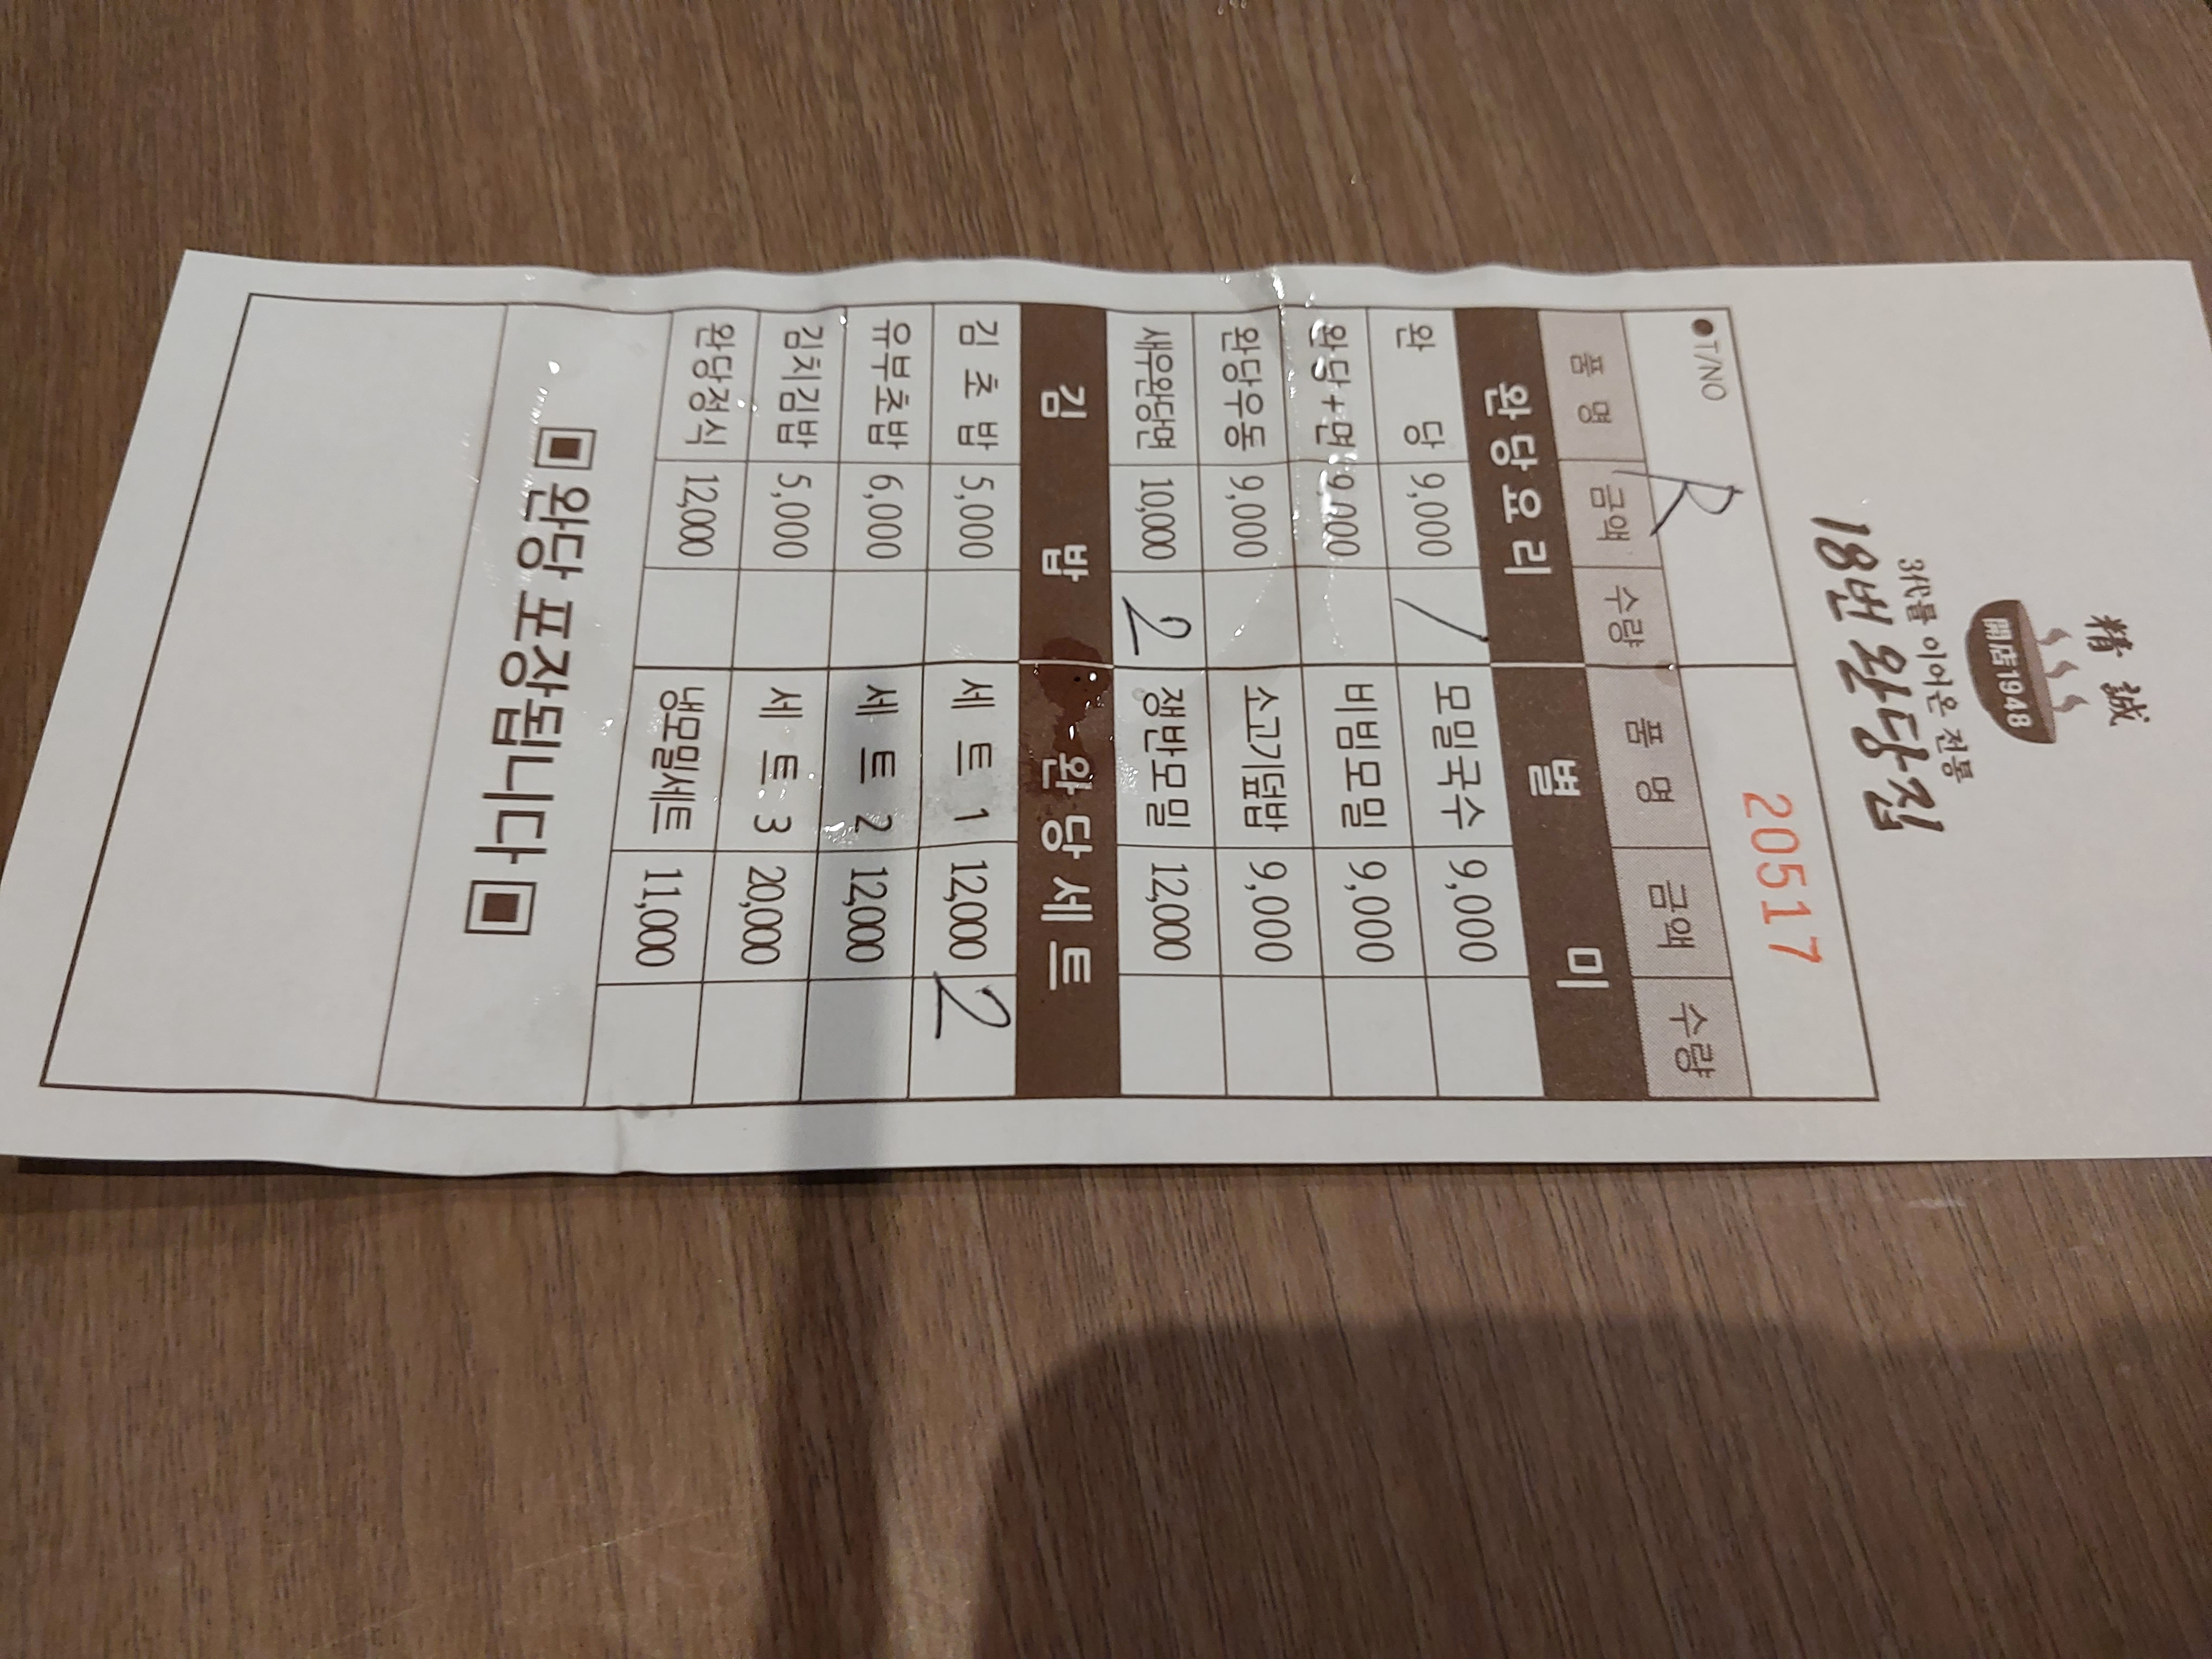 精誠
開店1948
3代를 이어온 전통
18번 완당집
●T/NO R 20517
품 명 금액 수량 품 명 금액 수량
완당요리 별 미
완 당 9,000 / 모밀국수 9,000
완당+면 9,000 비빔모밀 9,000
완당우동 9,000 소고기덮밥 9,000
새우완당면 10,000 2 쟁반모밀 12,000
김 밥 완당세트
김 초 밥 5,000 세 트 1 12,000 2
유부초밥 6,000 세 트 2 12,000
김치김밥 5,000 세 트 3 20,000
완당정식 12,000 냉모밀세트 11,000
▣ 완당 포장됩니다 ▣